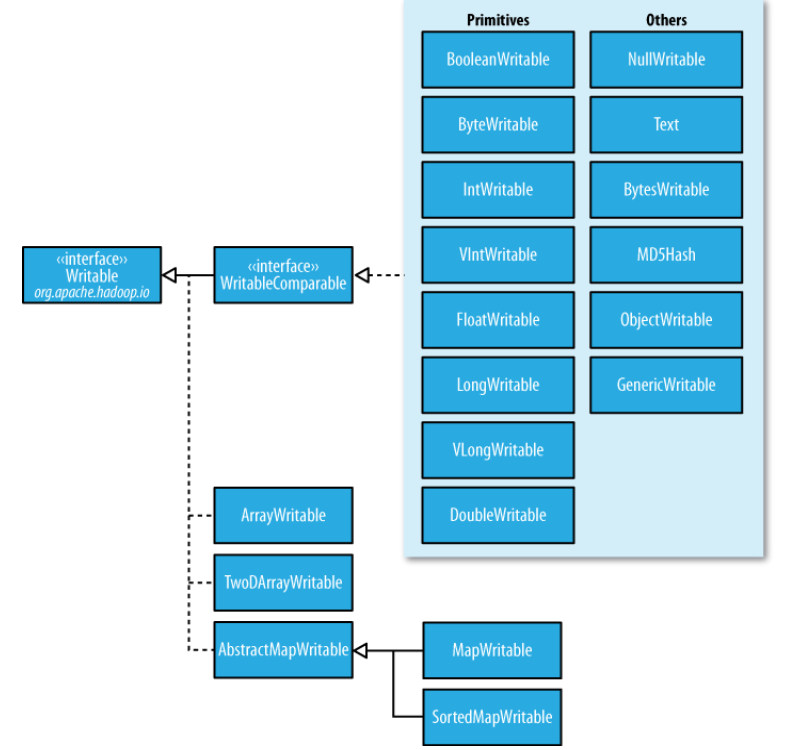 Primitives
Others
BooleanWritable
NullWritable
ByteWritable
Text
IntWritable
BytesWritable
‹‹interface››
Writable
org.apache.hadoop.io
‹‹interface››
WritableComparable
VIntWritable
MD5Hash
FloatWritable
ObjectWritable
LongWritable
GenericWritable
VLongWritable
DoubleWritable
ArrayWritable
TwoDArrayWritable
AbstractMapWritable
MapWritable
SortedMapWritable